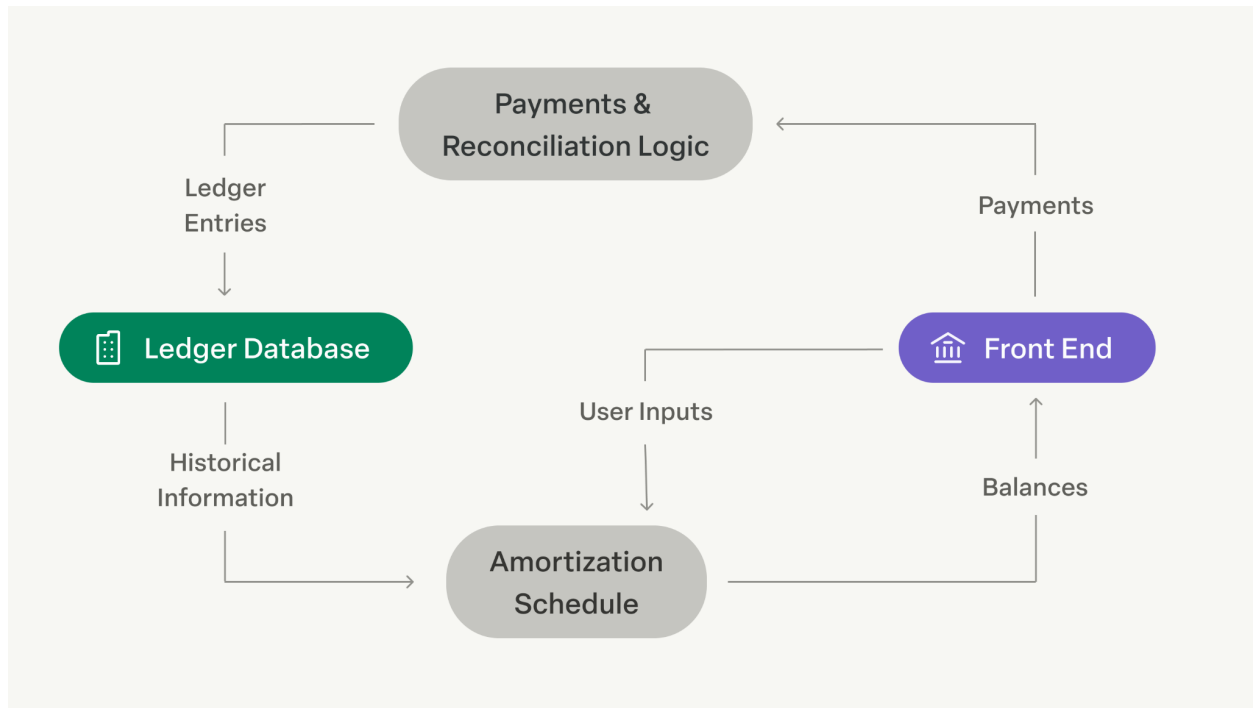 Payments &
Reconciliation Logic
Ledger
Entries
Payments
Ledger Database
Front End
User Inputs
Historical
Information
Balances
Amortization
Schedule